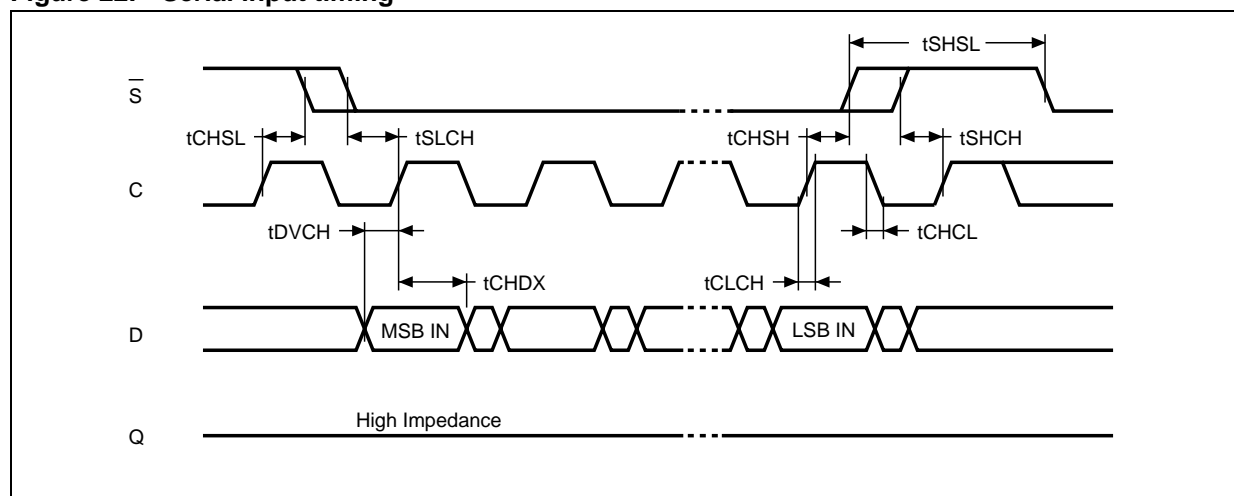 Figure 22. Serial input timing
tSHSL
S
tCHSL
tSLCH
tCHSH
tSHCH
C
tDVCH
tCHCL
tCHDX
tCLCH
D
MSB IN
LSB IN
High Impedance
Q